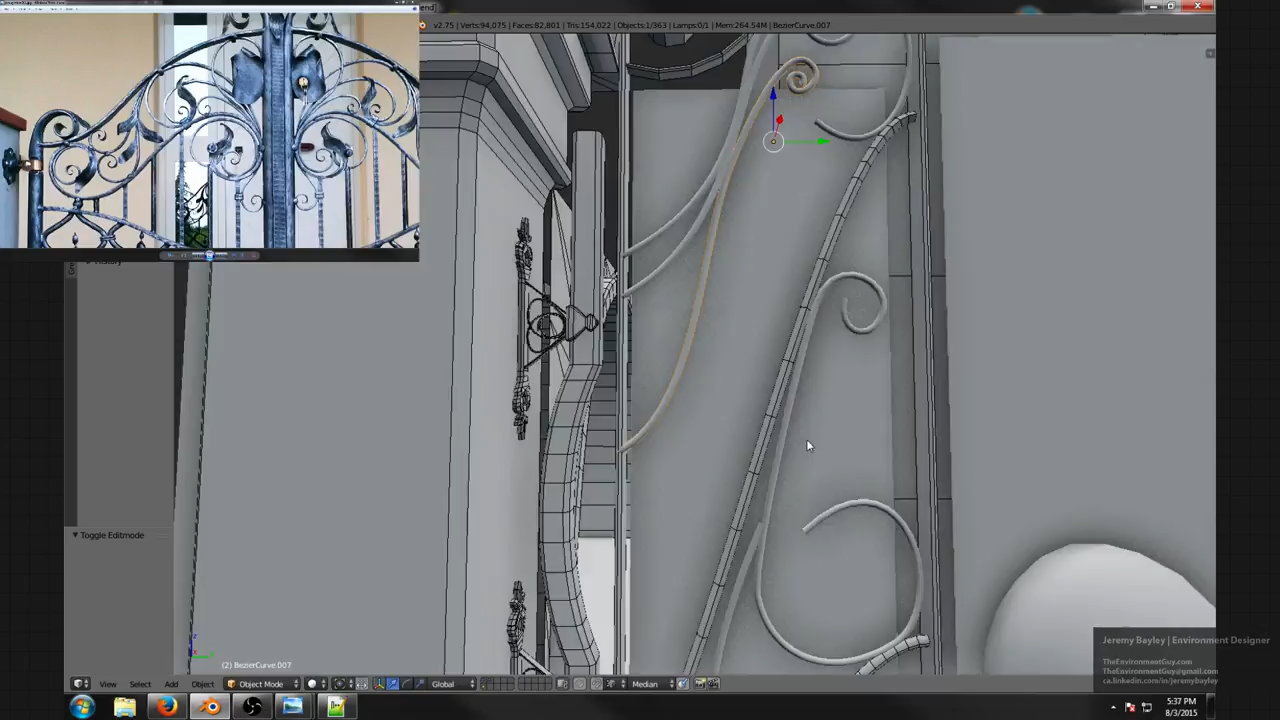 v2.75 | Verts:94,075 | Faces:82,801 | Tris:154,022 | Objects:1/363 | Lamps:0/1 | Mem:264.54M | BezierCurve.007
Toggle Editmode
(2) BezierCurve.007
View Select Add Object Object Mode Global Median
Jeremy Bayley | Environment Designer
TheEnvironmentGuy.com
TheEnvironmentGuy@gmail.com
ca.linkedin.com/in/jeremybayley
5:37 PM
8/3/2015